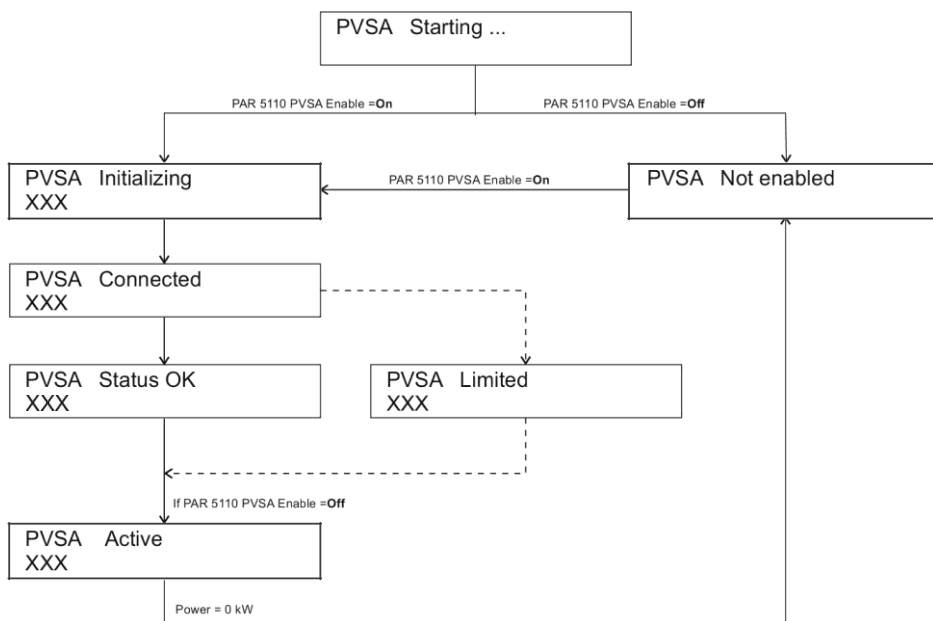 PVSA Starting ...
PAR 5110 PVSA Enable =On
PAR 5110 PVSA Enable =Off
PVSA Initializing
XXX
PAR 5110 PVSA Enable =On
PVSA Not enabled
PVSA Connected
XXX
PVSA Status OK
XXX
PVSA Limited
XXX
If PAR 5110 PVSA Enable =Off
PVSA Active
XXX
Power = 0 kW